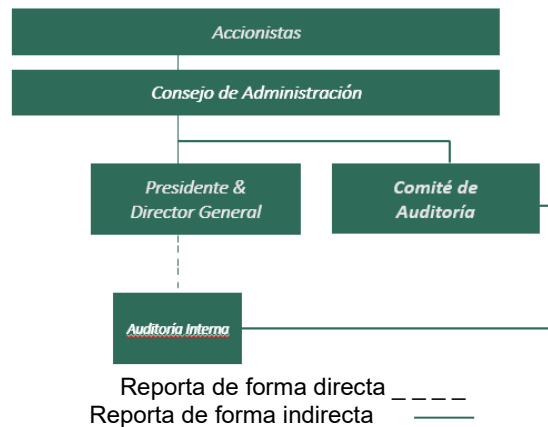 Accionistas
Consejo de Administración
Presidente &
Director General
Comité de
Auditoría
Auditoría Interna
Reporta de forma directa _ _ _ _
Reporta de forma indirecta